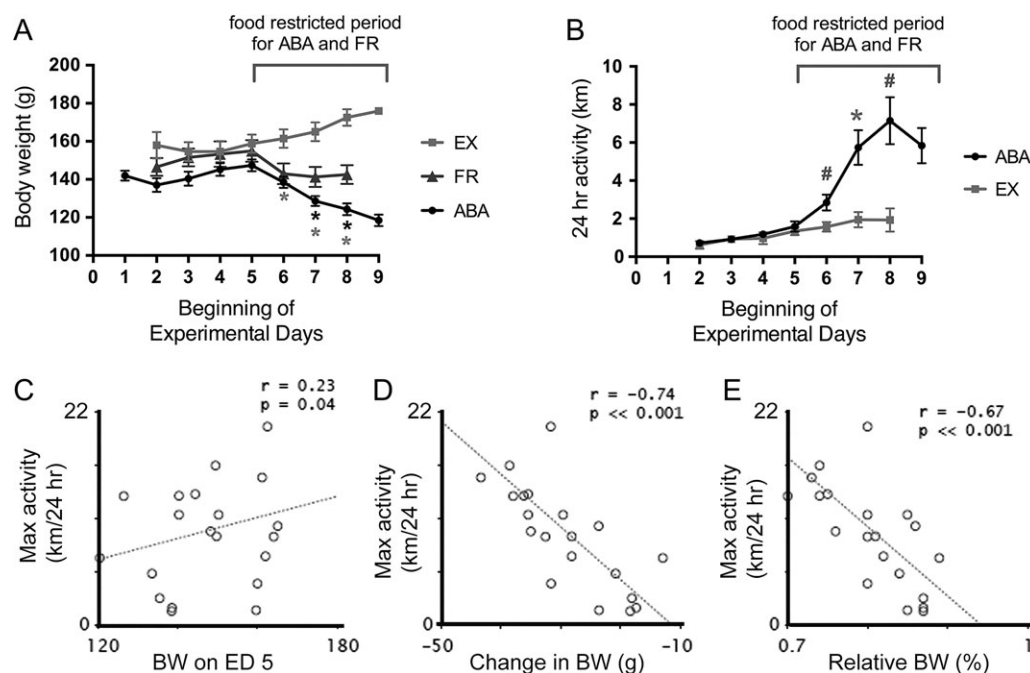 A
food restricted period
for ABA and FR
Body weight (g)
200
180
160
140
120
100
0 1 2 3 4 5 6 7 8 9
Beginning of
Experimental Days
EX
FR
ABA
*
* *
* *
B
food restricted period
for ABA and FR
24 hr activity (km)
10
8
6
4
2
0
0 1 2 3 4 5 6 7 8 9
Beginning of
Experimental Days
# * #
ABA
EX
C
r = 0.23
p = 0.04
Max activity
(km/24 hr)
22
0
120 180
BW on ED 5
D
r = -0.74
p << 0.001
Max activity
(km/24 hr)
22
0
-50 -10
Change in BW (g)
E
r = -0.67
p << 0.001
Max activity
(km/24 hr)
22
0
0.7 1
Relative BW (%)